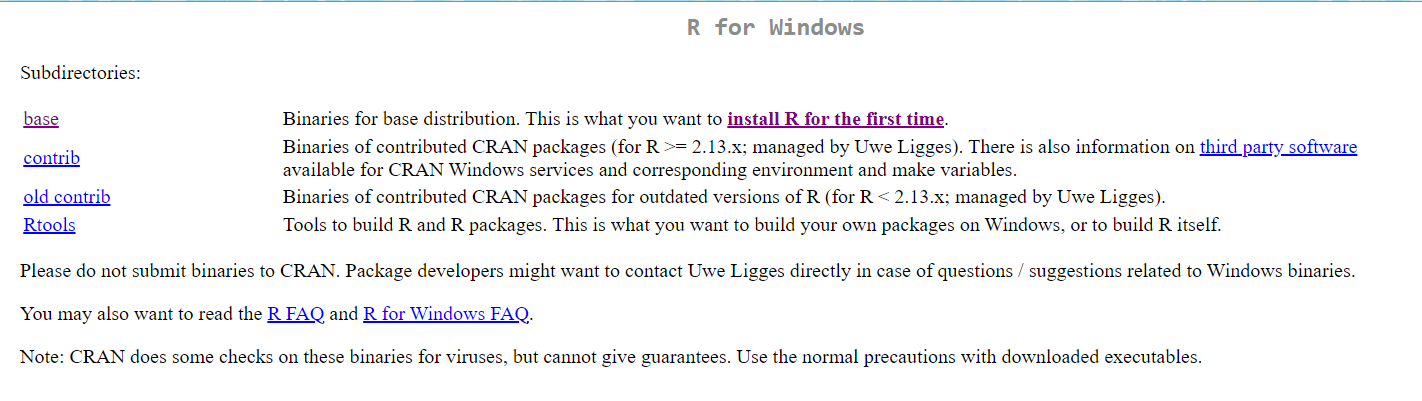 R for Windows
Subdirectories:
base Binaries for base distribution. This is what you want to install R for the first time.
contrib Binaries of contributed CRAN packages (for R >= 2.13.x; managed by Uwe Ligges). There is also information on third party software
available for CRAN Windows services and corresponding environment and make variables.
old contrib Binaries of contributed CRAN packages for outdated versions of R (for R < 2.13.x; managed by Uwe Ligges).
Rtools Tools to build R and R packages. This is what you want to build your own packages on Windows, or to build R itself.
Please do not submit binaries to CRAN. Package developers might want to contact Uwe Ligges directly in case of questions / suggestions related to Windows binaries.
You may also want to read the R FAQ and R for Windows FAQ.
Note: CRAN does some checks on these binaries for viruses, but cannot give guarantees. Use the normal precautions with downloaded executables.